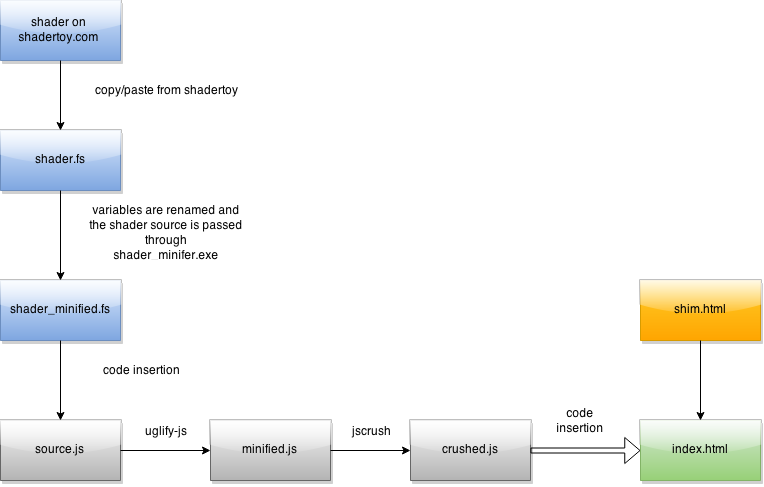 shader on
shadertoy.com
copy/paste from shadertoy
shader.fs
variables are renamed and
the shader source is passed
through
shader_minifer.exe
shader_minified.fs
shim.html
code insertion
source.js
uglify-js
minified.js
jscrush
crushed.js
code
insertion
index.html